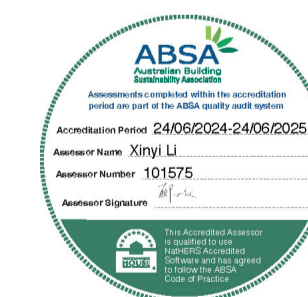 ABSA
Australian Building
Sustainability Association
Assessments completed within the accreditation
period are part of the ABSA quality audit system
Accreditation Period 24/06/2024-24/06/2025
Assessor Name Xinyi Li
Assessor Number 101575
Assessor Signature
This Accredited Assessor
is qualified to use
NatHERS Accredited
Software and has agreed
to follow the ABSA
Code of Practice
HOUSE